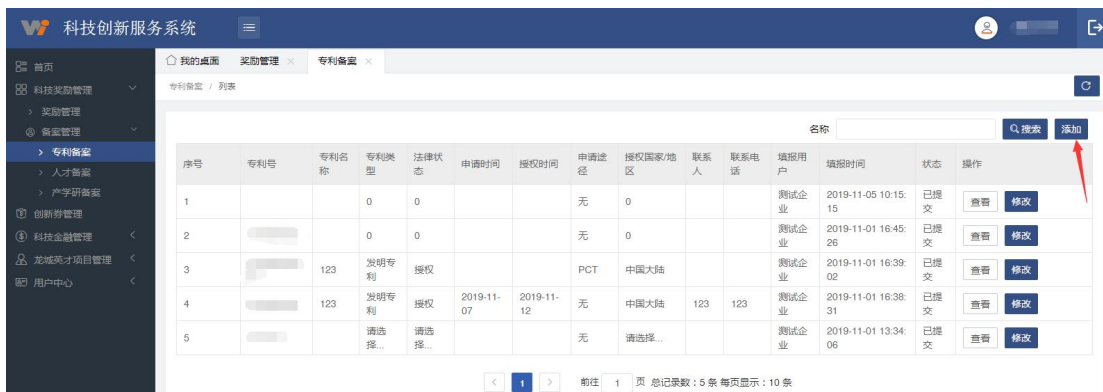 科技创新服务系统
首页
科技奖励管理
奖励管理
备案管理
专利备案
人才备案
产学研备案
创新券管理
科技金融管理
龙城英才项目管理
用户中心
我的桌面 奖励管理 × 专利备案 ×
专利备案 / 列表
名称 搜索 添加
序号 专利号 专利名称 专利类型 法律状态 申请时间 授权时间 申请途径 授权国家/地区 联系人 联系电话 填报用户 填报时间 状态 操作
1 0 0 无 0 测试企业 2019-11-05 10:15:15 已提交 查看 修改
2 0 0 无 0 测试企业 2019-11-01 16:45:26 已提交 查看 修改
3 123 发明专利 授权 PCT 中国大陆 测试企业 2019-11-01 16:39:02 已提交 查看 修改
4 123 发明专利 授权 2019-11-07 2019-11-12 无 中国大陆 123 123 测试企业 2019-11-01 16:38:31 已提交 查看 修改
5 请选择... 请选择... 无 请选择... 测试企业 2019-11-01 13:34:06 已提交 查看 修改
< 1 > 前往 1 页 总记录数：5 条 每页显示：10 条